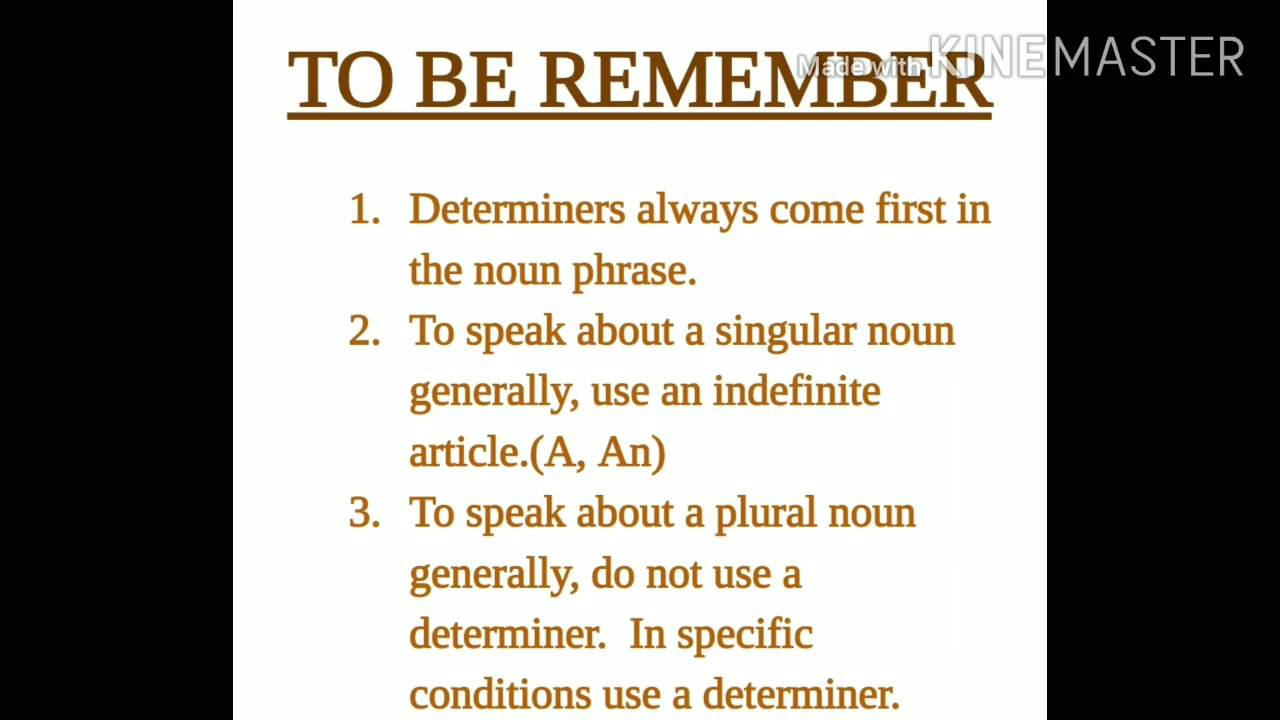 TO BE REMEMBER
Made with KINEMASTER
1. Determiners always come first in
the noun phrase.
2. To speak about a singular noun
generally, use an indefinite
article.(A, An)
3. To speak about a plural noun
generally, do not use a
determiner. In specific
conditions use a determiner.